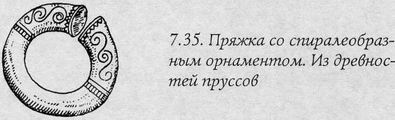 7.35. Пряжка со спиралеобраз-
ным орнаментом. Из древнос-
тей пруссов